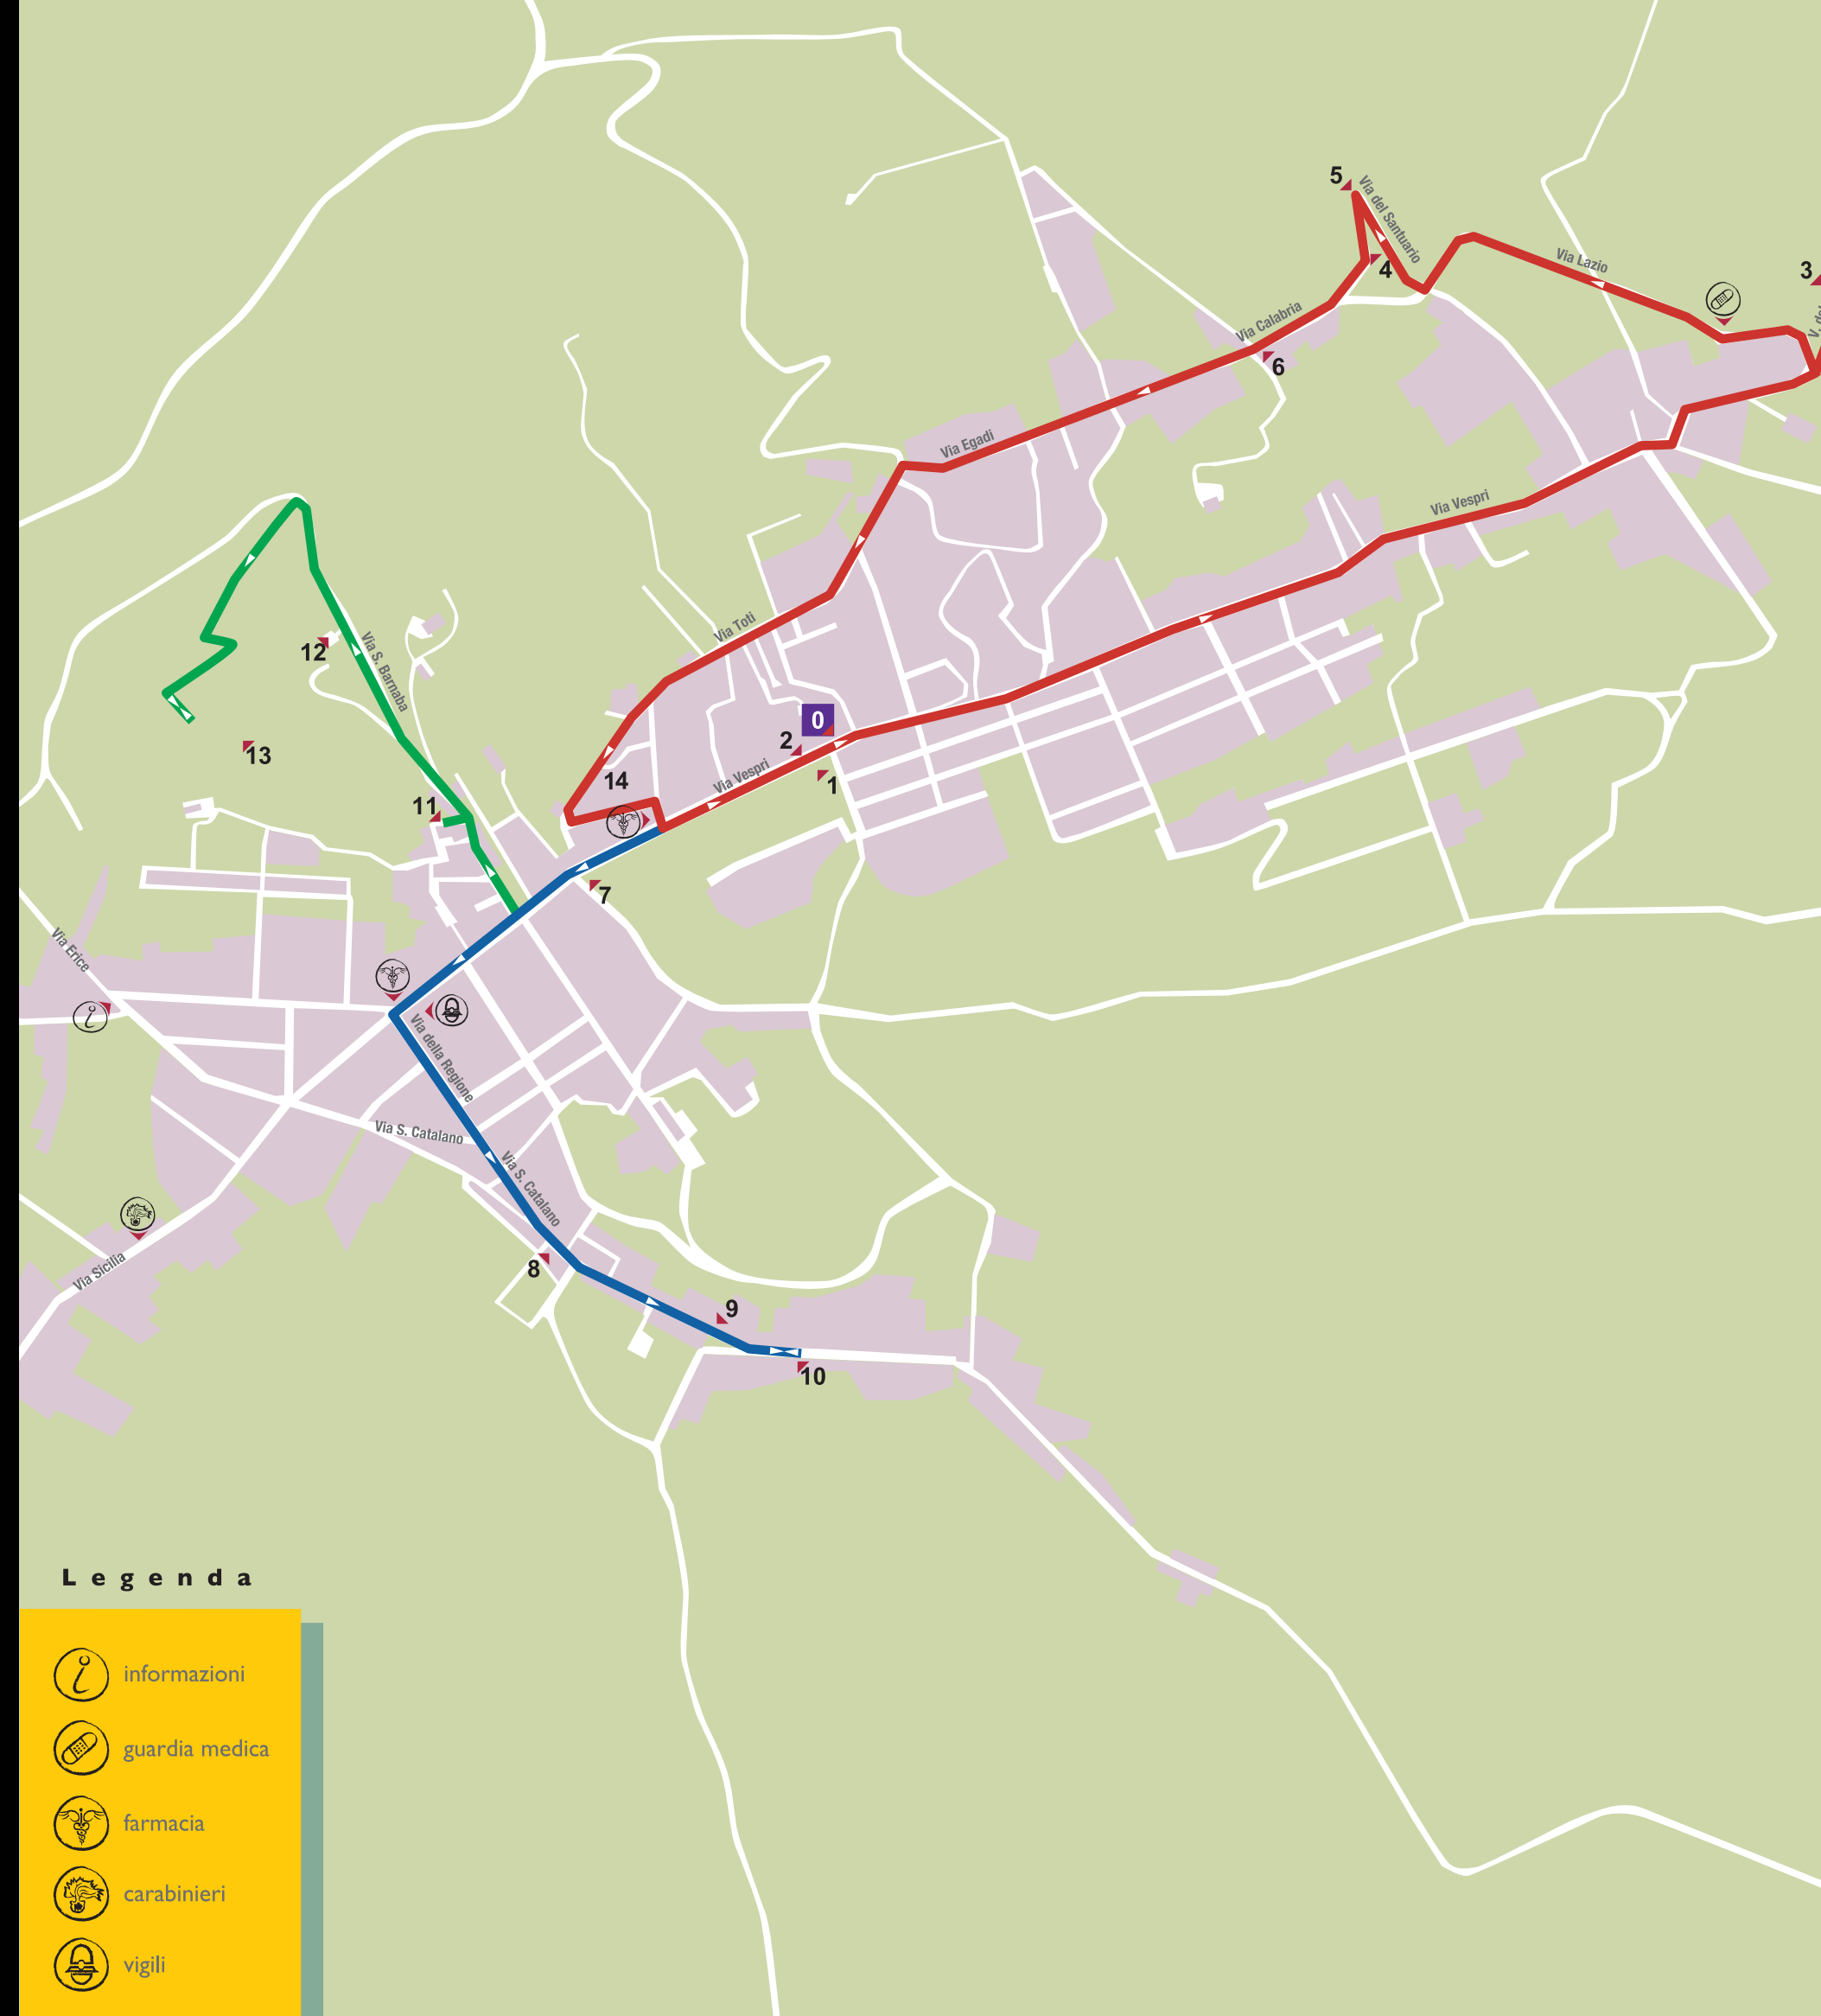 5
Via del Santuario
4
Via Lazio
3
V. de
Via Calabria
6
Via Egadi
Via Vespri
Via Toti
12
Via S. Barnaba
0
2
13
14
Via Vespri
1
11
7
Via Erice
Via della Regione
Via S. Catalano
Via S. Catalano
8
Via Sicilia
9
10
Legenda
informazioni
guardia medica
farmacia
carabinieri
vigili